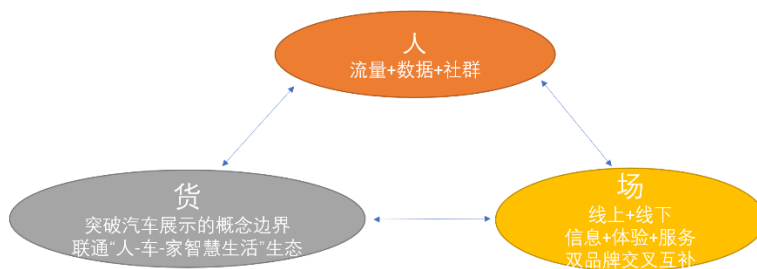 人
流量+数据+社群
货
突破汽车展示的概念边界
联通“人-车-家智慧生活”生态
场
线上+线下
信息+体验+服务
双品牌交叉互补